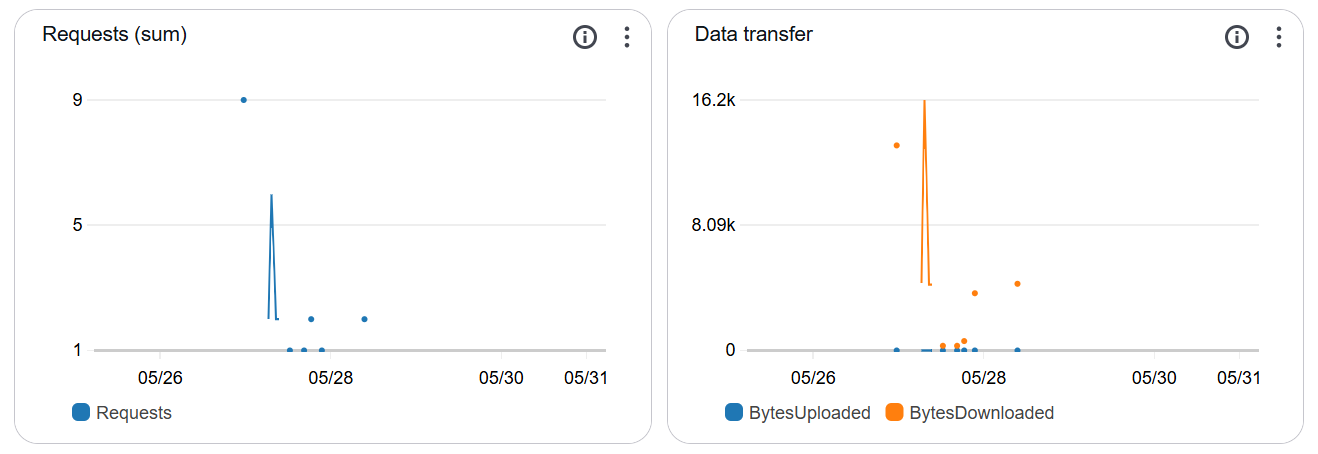 Requests (sum)
9
5
1
05/26 05/28 05/30 05/31
Requests
Data transfer
16.2k
8.09k
0
05/26 05/28 05/30 05/31
BytesUploaded BytesDownloaded